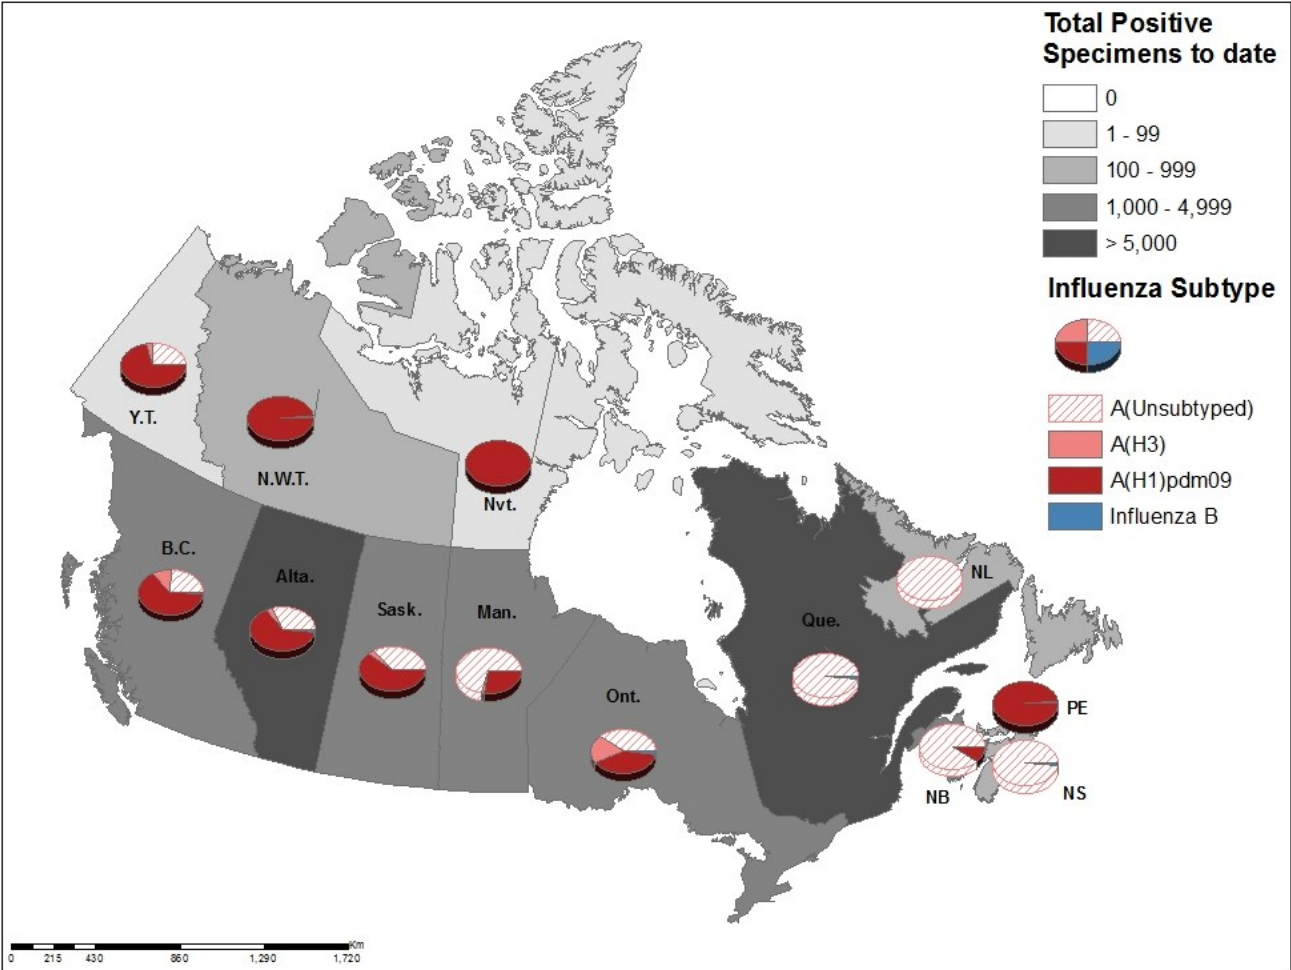 Total Positive
Specimens to date
0
1 - 99
100 - 999
1,000 - 4,999
> 5,000
Influenza Subtype
A(Unsubtyped)
A(H3)
A(H1)pdm09
Influenza B
Y.T.
N.W.T.
Nvt.
B.C.
Alta.
Sask.
Man.
Ont.
Que.
NL
PE
NB
NS
Km
0 215 430 860 1,290 1,720